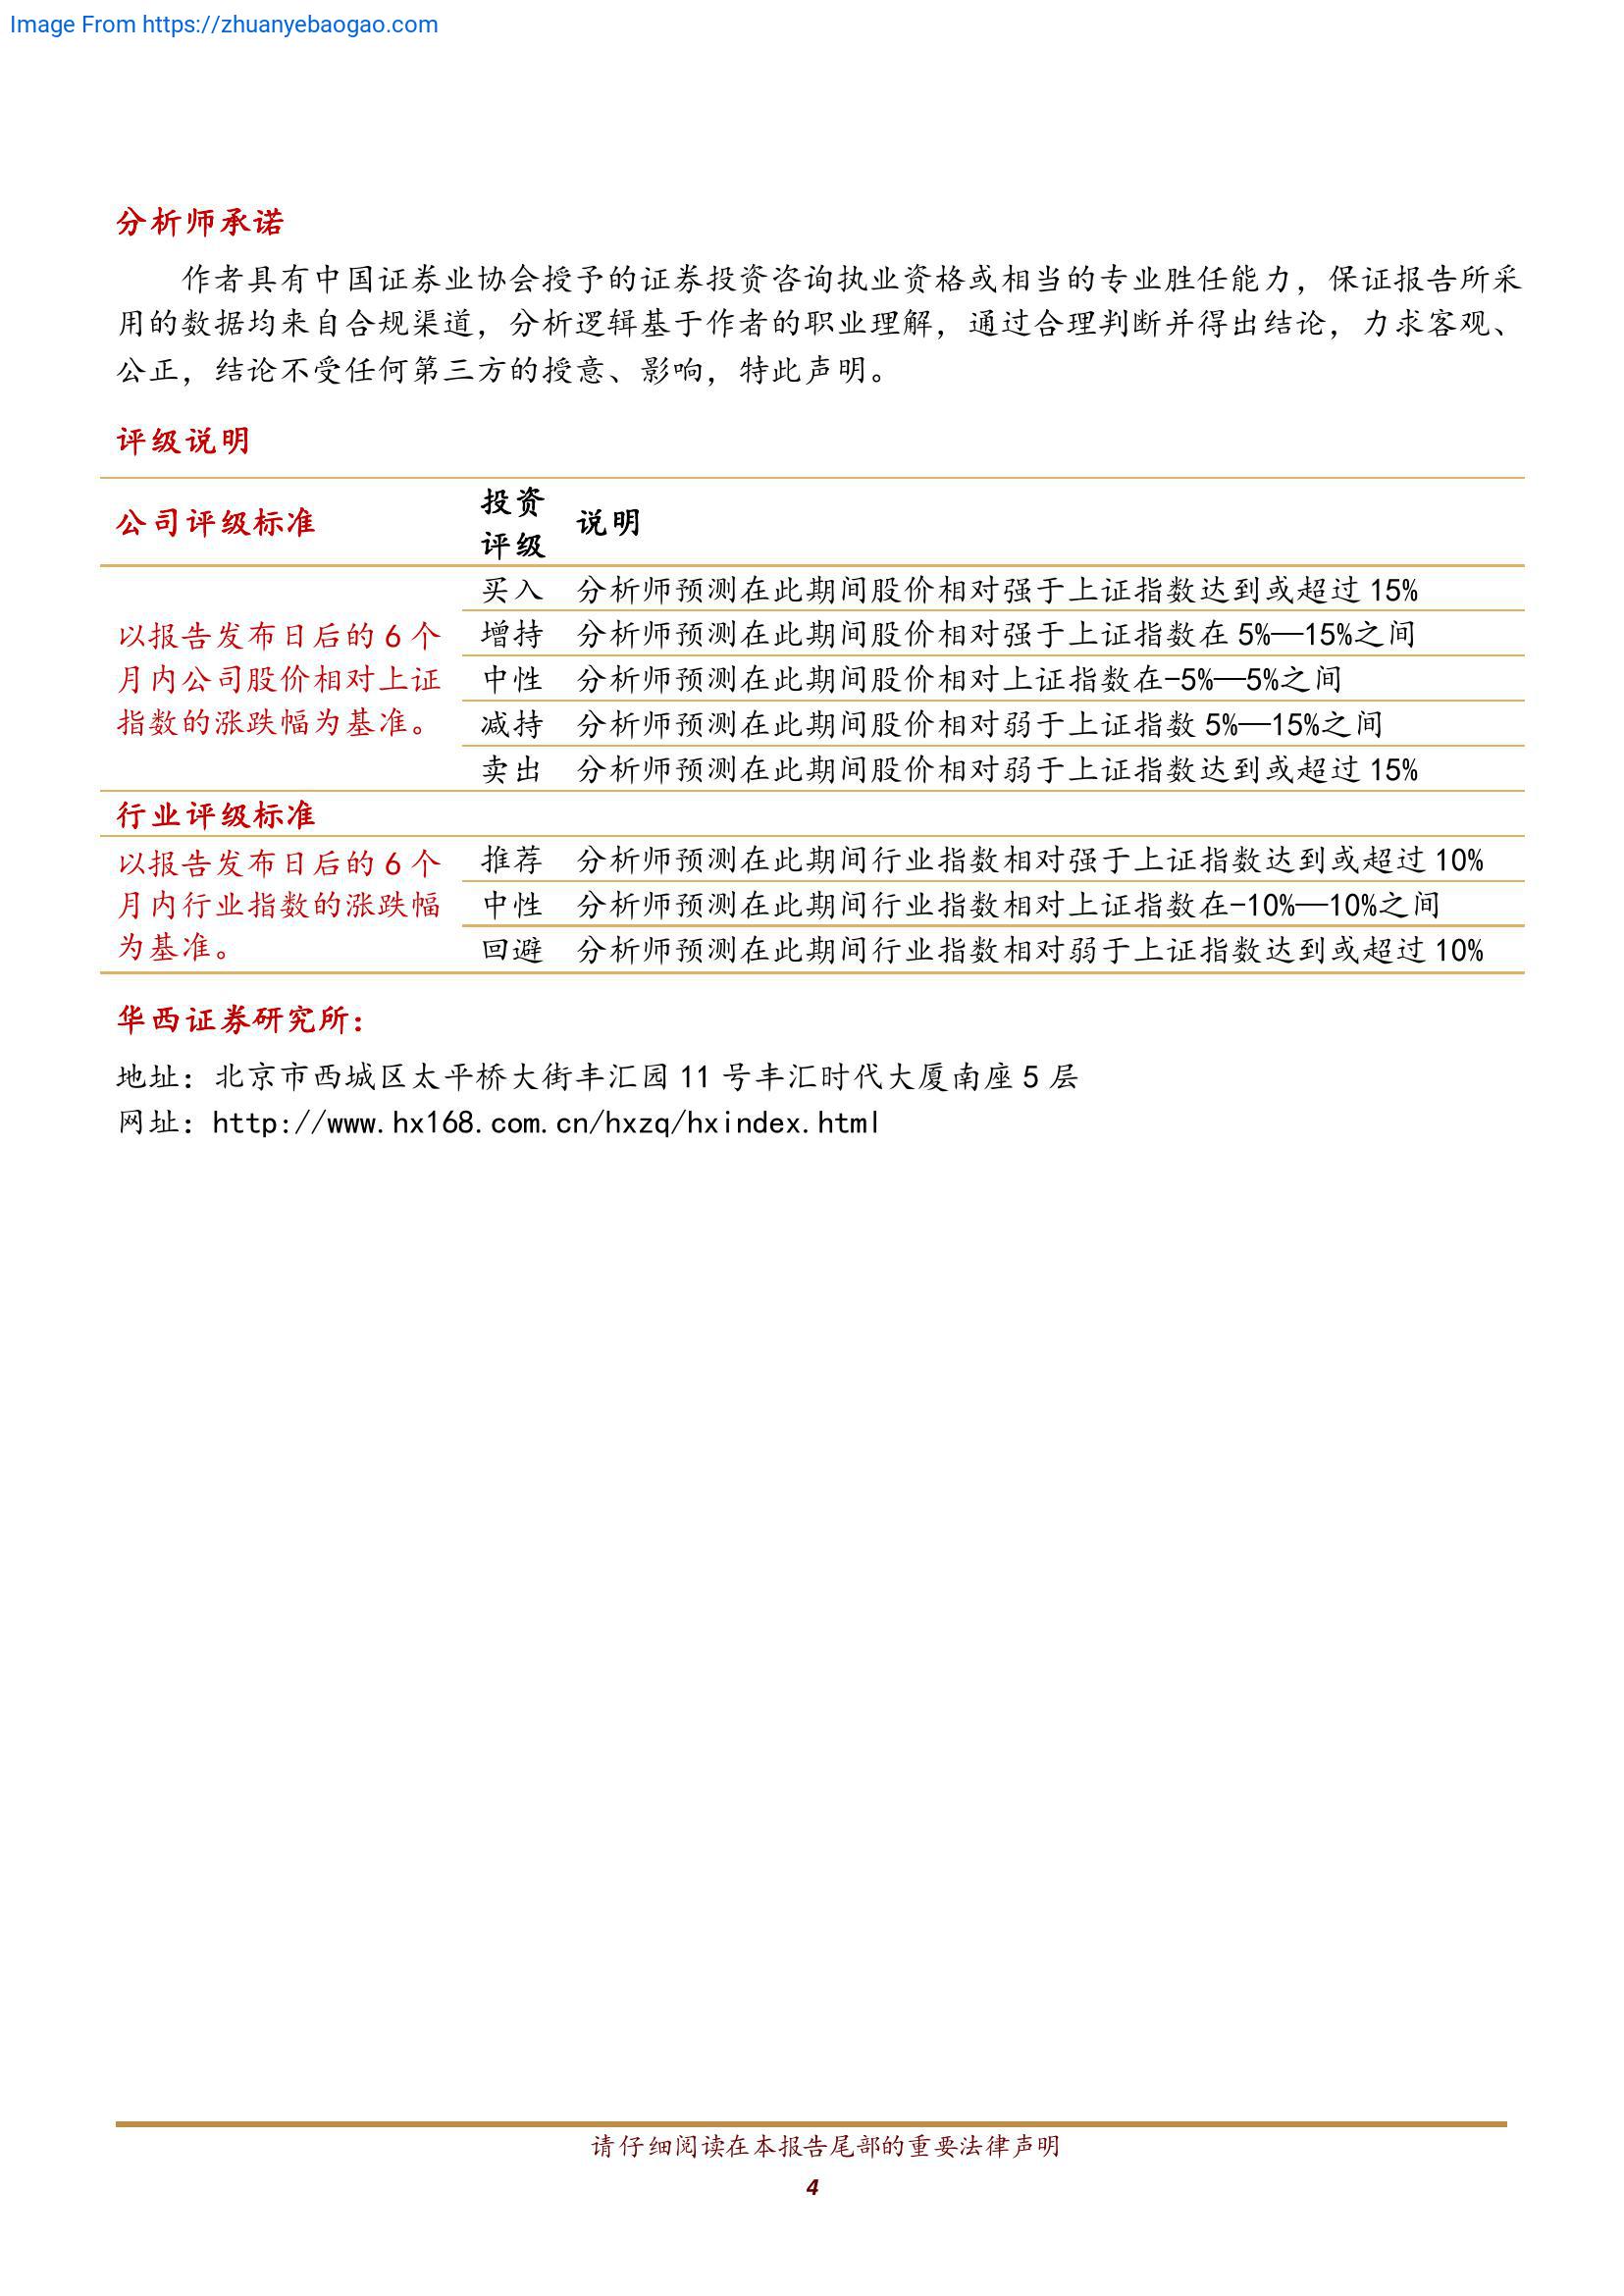 Image From https://zhuanyebaogao.com
分析师承诺
作者具有中国证券业协会授予的证券投资咨询执业资格或相当的专业胜任能力，保证报告所采
用的数据均来自合规渠道，分析逻辑基于作者的职业理解，通过合理判断并得出结论，力求客观、
公正，结论不受任何第三方的授意、影响，特此声明。
评级说明
公司评级标准
投资
评级
说明
以报告发布日后的 6 个
月内公司股价相对上证
指数的涨跌幅为基准。
买入 分析师预测在此期间股价相对强于上证指数达到或超过 15%
增持 分析师预测在此期间股价相对强于上证指数在 5%—15%之间
中性 分析师预测在此期间股价相对上证指数在-5%—5%之间
减持 分析师预测在此期间股价相对弱于上证指数 5%—15%之间
卖出 分析师预测在此期间股价相对弱于上证指数达到或超过 15%
行业评级标准
以报告发布日后的 6 个
月内行业指数的涨跌幅
为基准。
推荐 分析师预测在此期间行业指数相对强于上证指数达到或超过 10%
中性 分析师预测在此期间行业指数相对上证指数在-10%—10%之间
回避 分析师预测在此期间行业指数相对弱于上证指数达到或超过 10%
华西证券研究所：
地址：北京市西城区太平桥大街丰汇园 11 号丰汇时代大厦南座 5 层
网址：http://www.hx168.com.cn/hxzq/hxindex.html
请仔细阅读在本报告尾部的重要法律声明
4